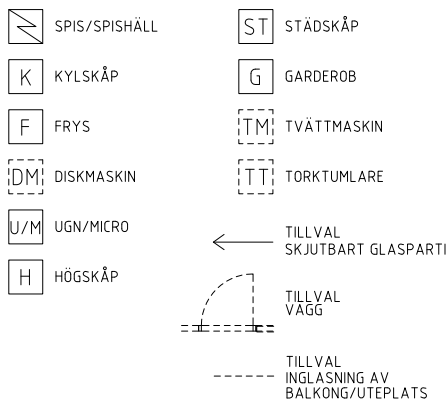 SPIS/SPISHÄLL
K KYLSKÅP
F FRYS
DM DISKMASKIN
U/M UGN/MICRO
H HÖGSKÅP
ST STÄDSKÅP
G GARDEROB
TM TVÄTTMASKIN
TT TORKTUMLARE
TILLVAL
SKJUTBART GLASPARTI
TILLVAL
VÄGG
TILLVAL
INGLASNING AV
BALKONG/UTEPLATS